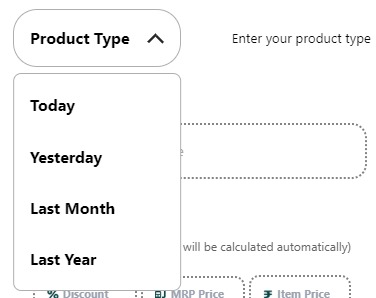 Product Type
Enter your product type
Today
Yesterday
Last Month
will be calculated automatically)
Last Year
Discount
MRP Price
Item Price